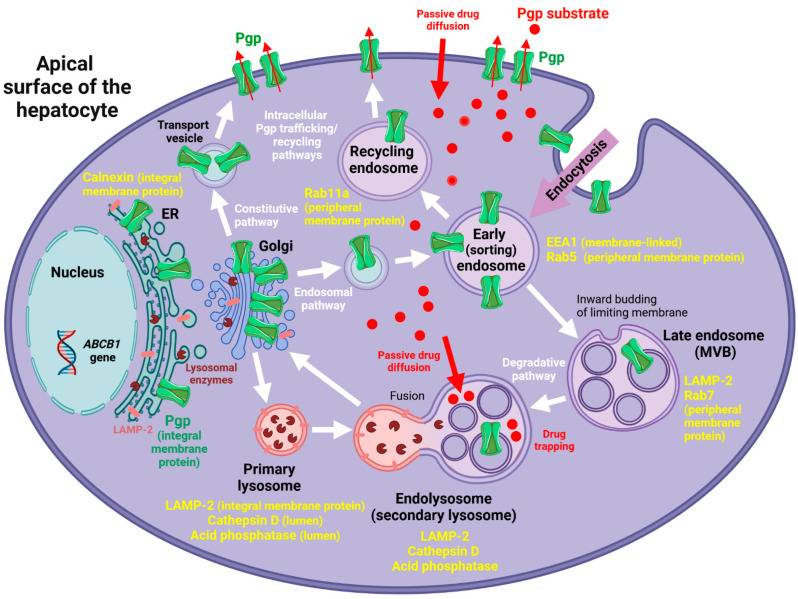 Passive drug
diffusion
Pgp substrate
Pgp
Pgp
Apical
surface of the
hepatocyte
Transport
vesicle
Intracellular
Pgp trafficking/
recycling
pathways
Recycling
endosome
Endocytosis
Calnexin (integral
membrane protein)
ER
Rab11a
(peripheral
membrane protein)
Constitutive
pathway
Golgi
Early
(sorting)
endosome
EEA1 (membrane-linked)
Rab5 (peripheral membrane protein)
Nucleus
Endosomal
pathway
Inward budding
of limiting membrane
ABCB1
gene
Late endosome
(MVB)
Lysosomal
enzymes
Passive drug
diffusion
Degradative
pathway
LAMP-2
Rab7
(peripheral
membrane
protein)
Fusion
LAMP-2
Pgp
(integral
membrane
protein)
Drug
trapping
Primary
lysosome
LAMP-2 (integral membrane protein)
Cathepsin D (lumen)
Acid phosphatase (lumen)
Endolysosome
(secondary lysosome)
LAMP-2
Cathepsin D
Acid phosphatase